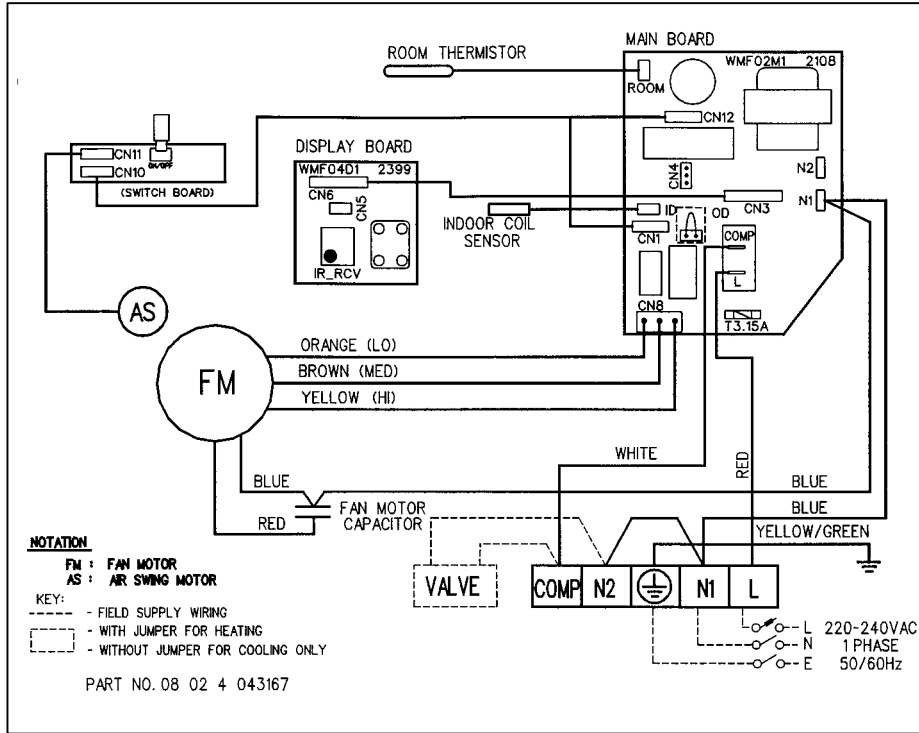 MAIN BOARD
ROOM THERMISTOR
WMF02M1 2108
ROOM
CN12
CN11
ON/OFF
CN10
(SWITCH BOARD)
DISPLAY BOARD
WMF04D1 2399
CN6
CN5
IR_RCV
CN4
N2
CN3
N1
INDOOR COIL
SENSOR
ID
OD
CN1
COMP
L
CN8
T3.15A
AS
FM
ORANGE (LO)
BROWN (MED)
YELLOW (HI)
WHITE
RED
BLUE
BLUE
RED
FAN MOTOR
CAPACITOR
BLUE
YELLOW/GREEN
NOTATION
FM : FAN MOTOR
AS : AIR SWING MOTOR
KEY:
- FIELD SUPPLY WIRING
- WITH JUMPER FOR HEATING
- WITHOUT JUMPER FOR COOLING ONLY
PART NO. 08 02 4 043167
VALVE
COMP N2 N1 L
L 220-240VAC
N 1 PHASE
E 50/60Hz